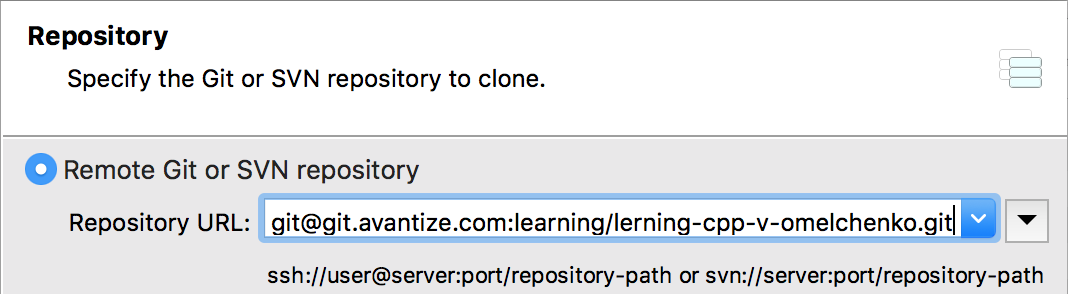 Repository
Specify the Git or SVN repository to clone.
Remote Git or SVN repository
Repository URL: git@git.avantize.com:learning/lerning-cpp-v-omelchenko.git
ssh://user@server:port/repository-path or svn://server:port/repository-path